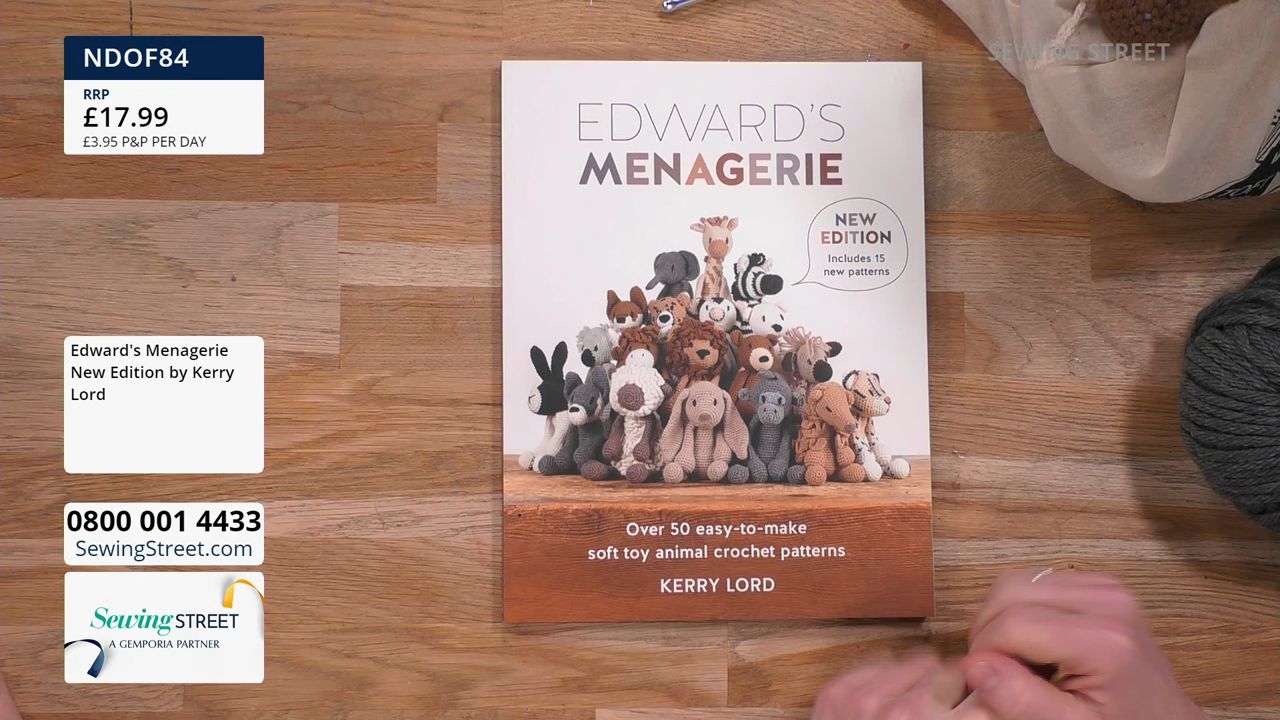 NDOF84
RRP
£17.99
£3.95 P&P PER DAY
Edward's Menagerie
New Edition by Kerry
Lord
0800 001 4433
SewingStreet.com
Sewing STREET
A GEMPORIA PARTNER
SEWING STREET
EDWARD'S
MENAGERIE
NEW
EDITION
Includes 15
new patterns
Over 50 easy-to-make
soft toy animal crochet patterns
KERRY LORD